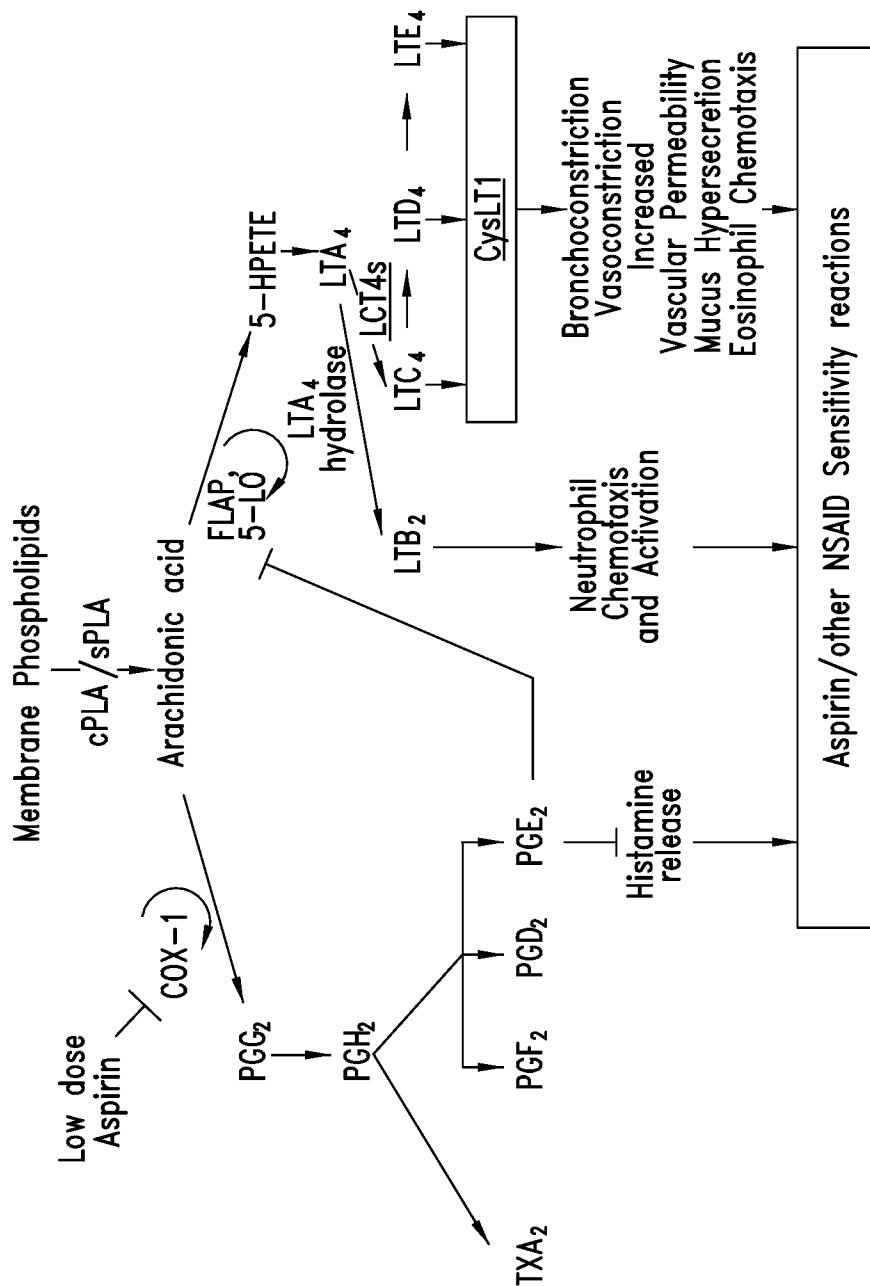 Membrane Phospholipids
cPLA/sPLA
Arachidonic acid
Low dose
Aspirin
COX-1
PGG2
PGH2
TXA2
PGF2
PGD2
PGE2
Histamine
release
FLAP,
5-LO
5-HPETE
LTA4
LCT4s
LTA4
hydrolase
LTB2
LTC4
LTD4
LTE4
CysLT1
Neutrophil
Chemotaxis
and Activation
Bronchoconstriction
Vasoconstriction
Increased
Vascular Permeability
Mucus Hypersecretion
Eosinophil Chemotaxis
Aspirin/other NSAID Sensitivity reactions